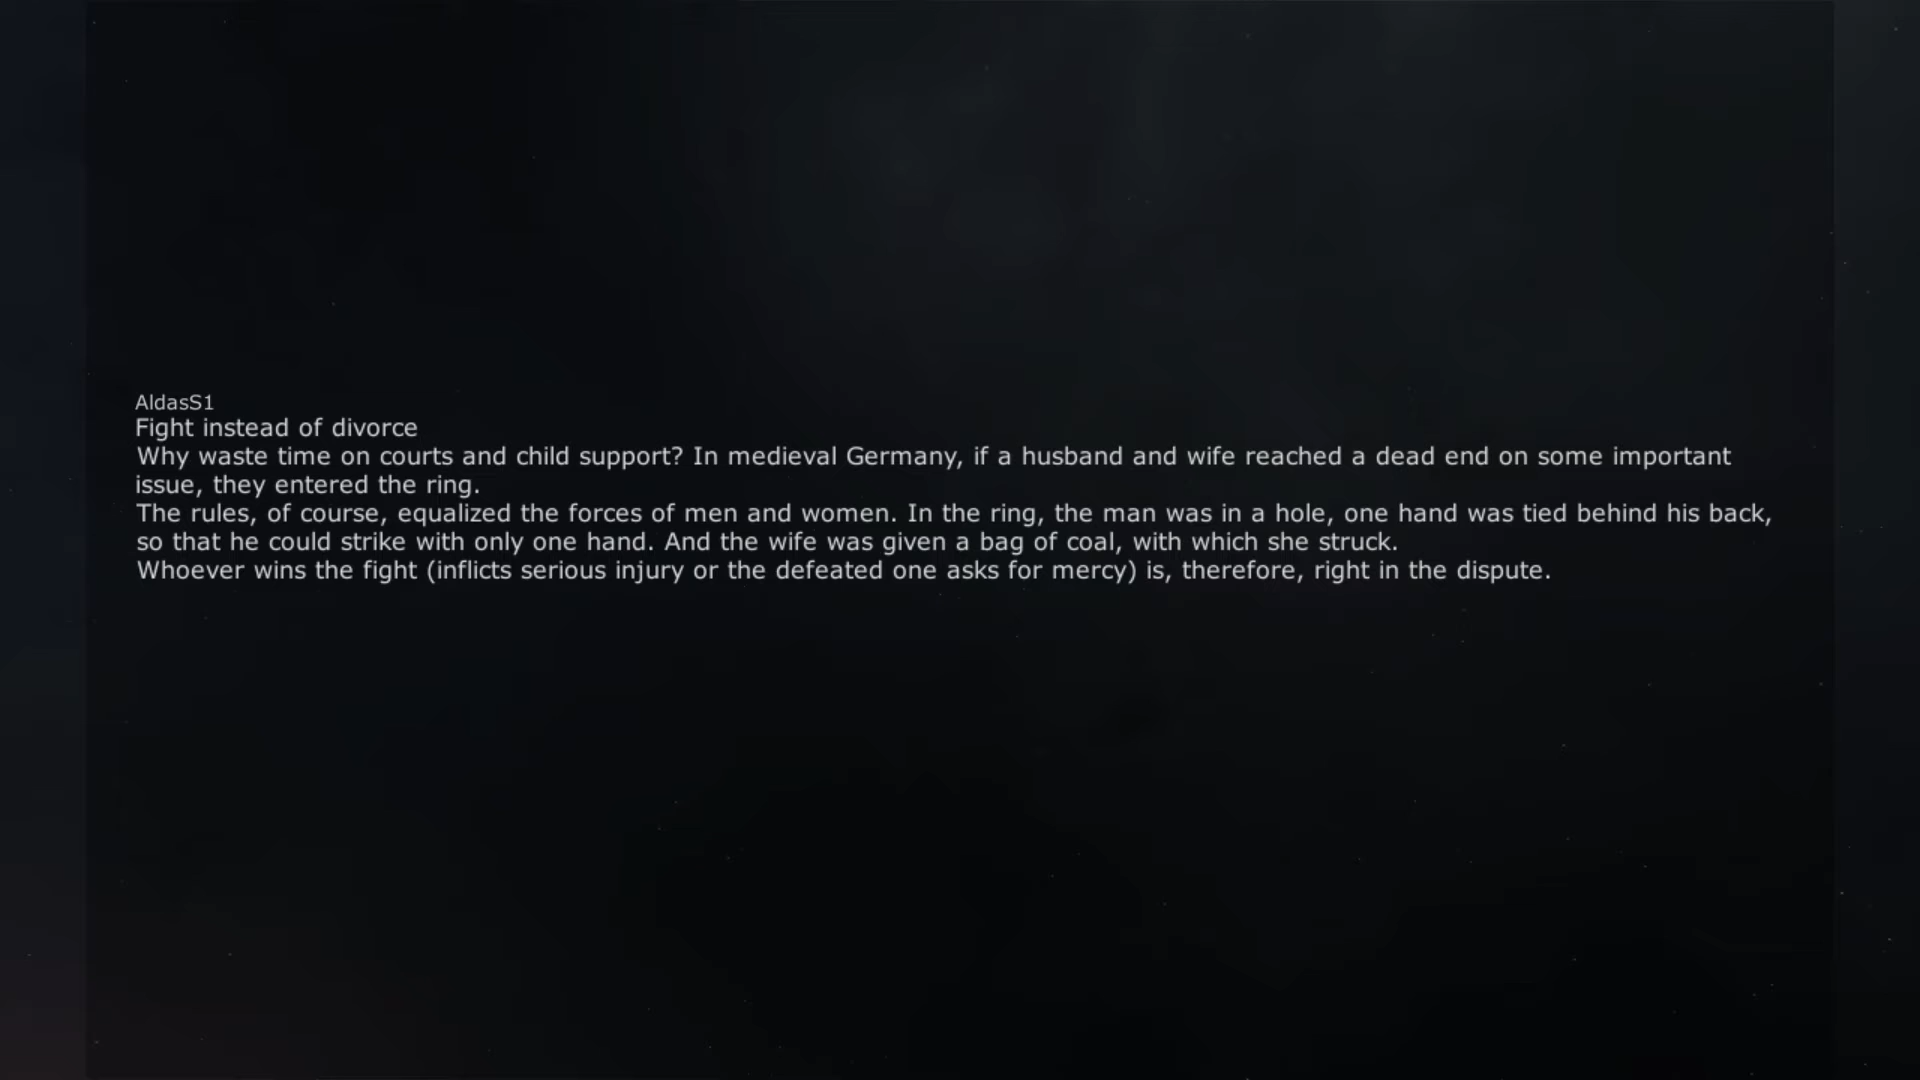 AldasS1
Fight instead of divorce
Why waste time on courts and child support? In medieval Germany, if a husband and wife reached a dead end on some important
issue, they entered the ring.
The rules, of course, equalized the forces of men and women. In the ring, the man was in a hole, one hand was tied behind his back,
so that he could strike with only one hand. And the wife was given a bag of coal, with which she struck.
Whoever wins the fight (inflicts serious injury or the defeated one asks for mercy) is, therefore, right in the dispute.